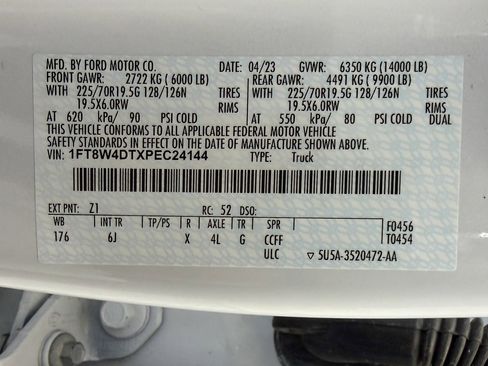 MFD. BY FORD MOTOR CO. 04/23 GVWR: 6350 KG (14000 LB)
FRONT GAWR: 2722 KG (6000 LB) REAR GAWR: 4491 KG (9900 LB)
WITH 225/70R19.5G 128/126N TIRES WITH 225/70R19.5G 128/126N TIRES
19.5X6.0RW RIMS 19.5X6.0RW RIMS
AT 620 kPa/ 90 PSI COLD AT 550 kPa/ 80 PSI COLD DUAL
THIS VEHICLE CONFORMS TO ALL APPLICABLE FEDERAL MOTOR VEHICLE
SAFETY STANDARDS IN EFFECT ON THE DATE OF MANUFACTURE SHOWN ABOVE.
VIN: 1FT8W4DTXPEC24144 TYPE: Truck
EXT PNT: Z1 RC: 52 DSO:
WB INT TR TP/PS R AXLE TR SPR F0456
176 6J X 4L G CCFF T0454
ULC 5U5A-3520472-AA